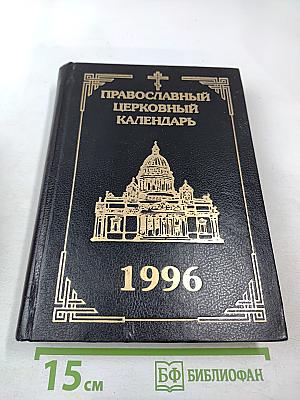 ПРАВОСЛАВНЫЙ
ЦЕРКОВНЫЙ
КАЛЕНДАРЬ
1996
15 см
БФ БИБЛИОФАН